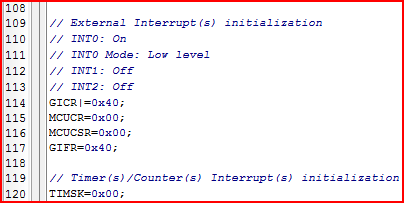 108
109 // External Interrupt(s) initialization
110 // INT0: On
111 // INT0 Mode: Low level
112 // INT1: Off
113 // INT2: Off
114 GICR|=0x40;
115 MCUCR=0x00;
116 MCUCSR=0x00;
117 GIFR=0x40;
118
119 // Timer(s)/Counter(s) Interrupt(s) initialization
120 TIMSK=0x00;